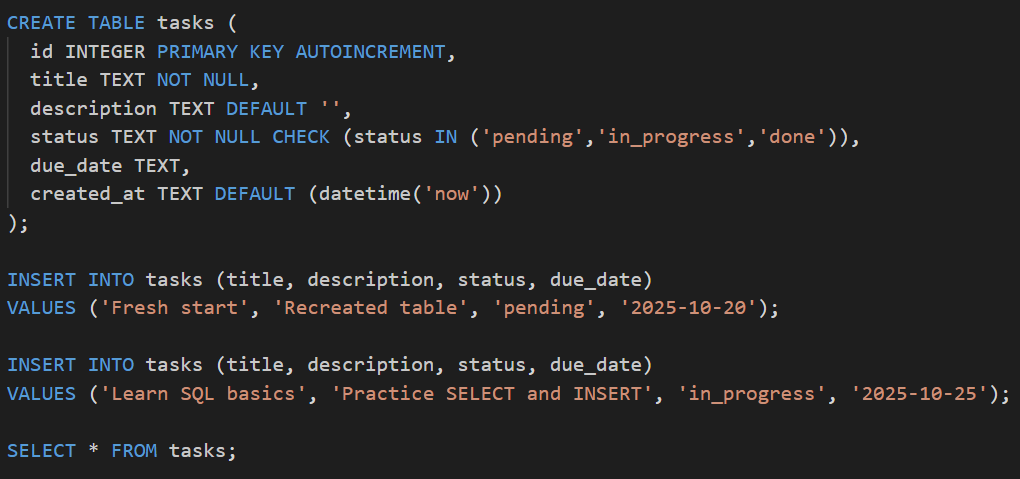 CREATE TABLE tasks (
  id INTEGER PRIMARY KEY AUTOINCREMENT,
  title TEXT NOT NULL,
  description TEXT DEFAULT '',
  status TEXT NOT NULL CHECK (status IN ('pending','in_progress','done')),
  due_date TEXT,
  created_at TEXT DEFAULT (datetime('now'))
);

INSERT INTO tasks (title, description, status, due_date)
VALUES ('Fresh start', 'Recreated table', 'pending', '2025-10-20');

INSERT INTO tasks (title, description, status, due_date)
VALUES ('Learn SQL basics', 'Practice SELECT and INSERT', 'in_progress', '2025-10-25');

SELECT * FROM tasks;